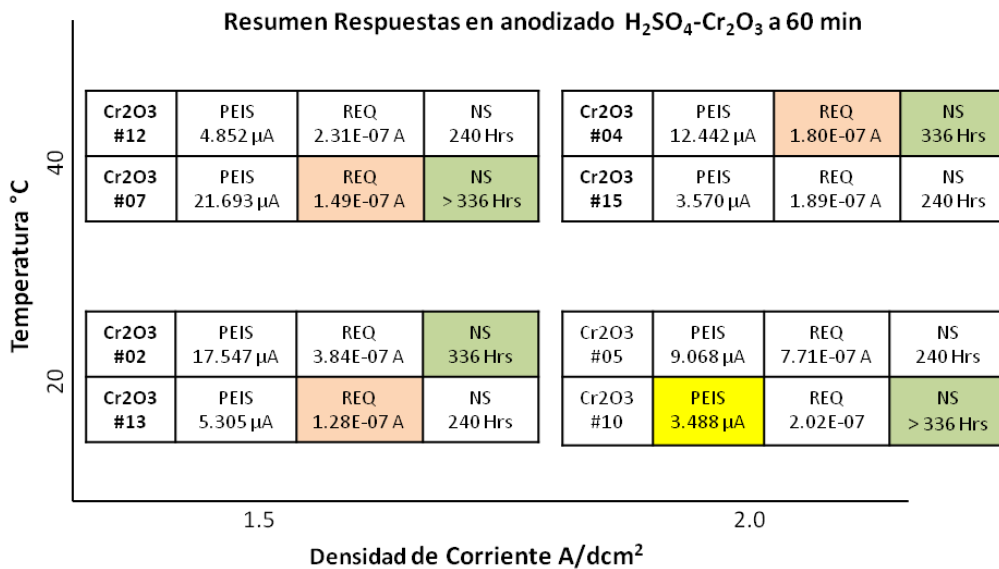 Resumen Respuestas en anodizado H₂SO₄-Cr₂O₃ a 60 min
Temperatura °C
40
Cr2O3 #12
PEIS 4.852 µA
REQ 2.31E-07 A
NS 240 Hrs
Cr2O3 #07
PEIS 21.693 µA
REQ 1.49E-07 A
NS > 336 Hrs
Cr2O3 #04
PEIS 12.442 µA
REQ 1.80E-07 A
NS 336 Hrs
Cr2O3 #15
PEIS 3.570 µA
REQ 1.89E-07 A
NS 240 Hrs
20
Cr2O3 #02
PEIS 17.547 µA
REQ 3.84E-07 A
NS 336 Hrs
Cr2O3 #13
PEIS 5.305 µA
REQ 1.28E-07 A
NS 240 Hrs
Cr2O3 #05
PEIS 9.068 µA
REQ 7.71E-07 A
NS 240 Hrs
Cr2O3 #10
PEIS 3.488 µA
REQ 2.02E-07
NS > 336 Hrs
1.5
2.0
Densidad de Corriente A/dcm²